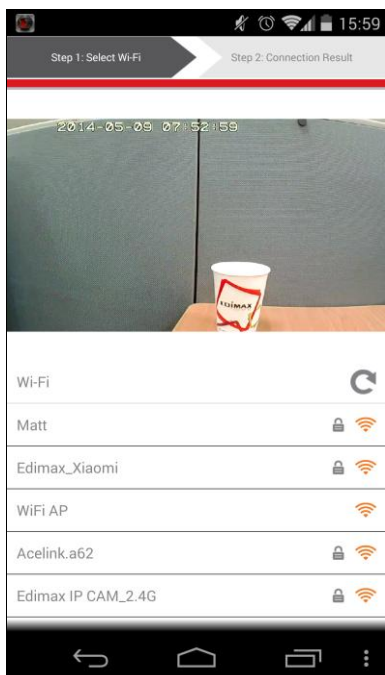 15:59
Step 1: Select Wi-Fi
Step 2: Connection Result
2014-05-09 07:52:59
EDIMAX
Wi-Fi
Matt
Edimax_Xiaomi
WiFi AP
Acelink.a62
Edimax IP CAM_2.4G